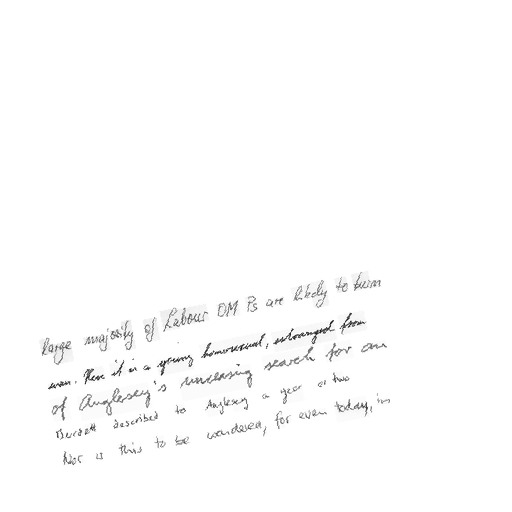 large majority of Labour OM Ps are likely to turn
man. Here it is a young homosexual, estranged from
of Anglesey's unceasing search for an
Burdett described to Anglesey a year or two
Nor is this to be wondered, for even today, in